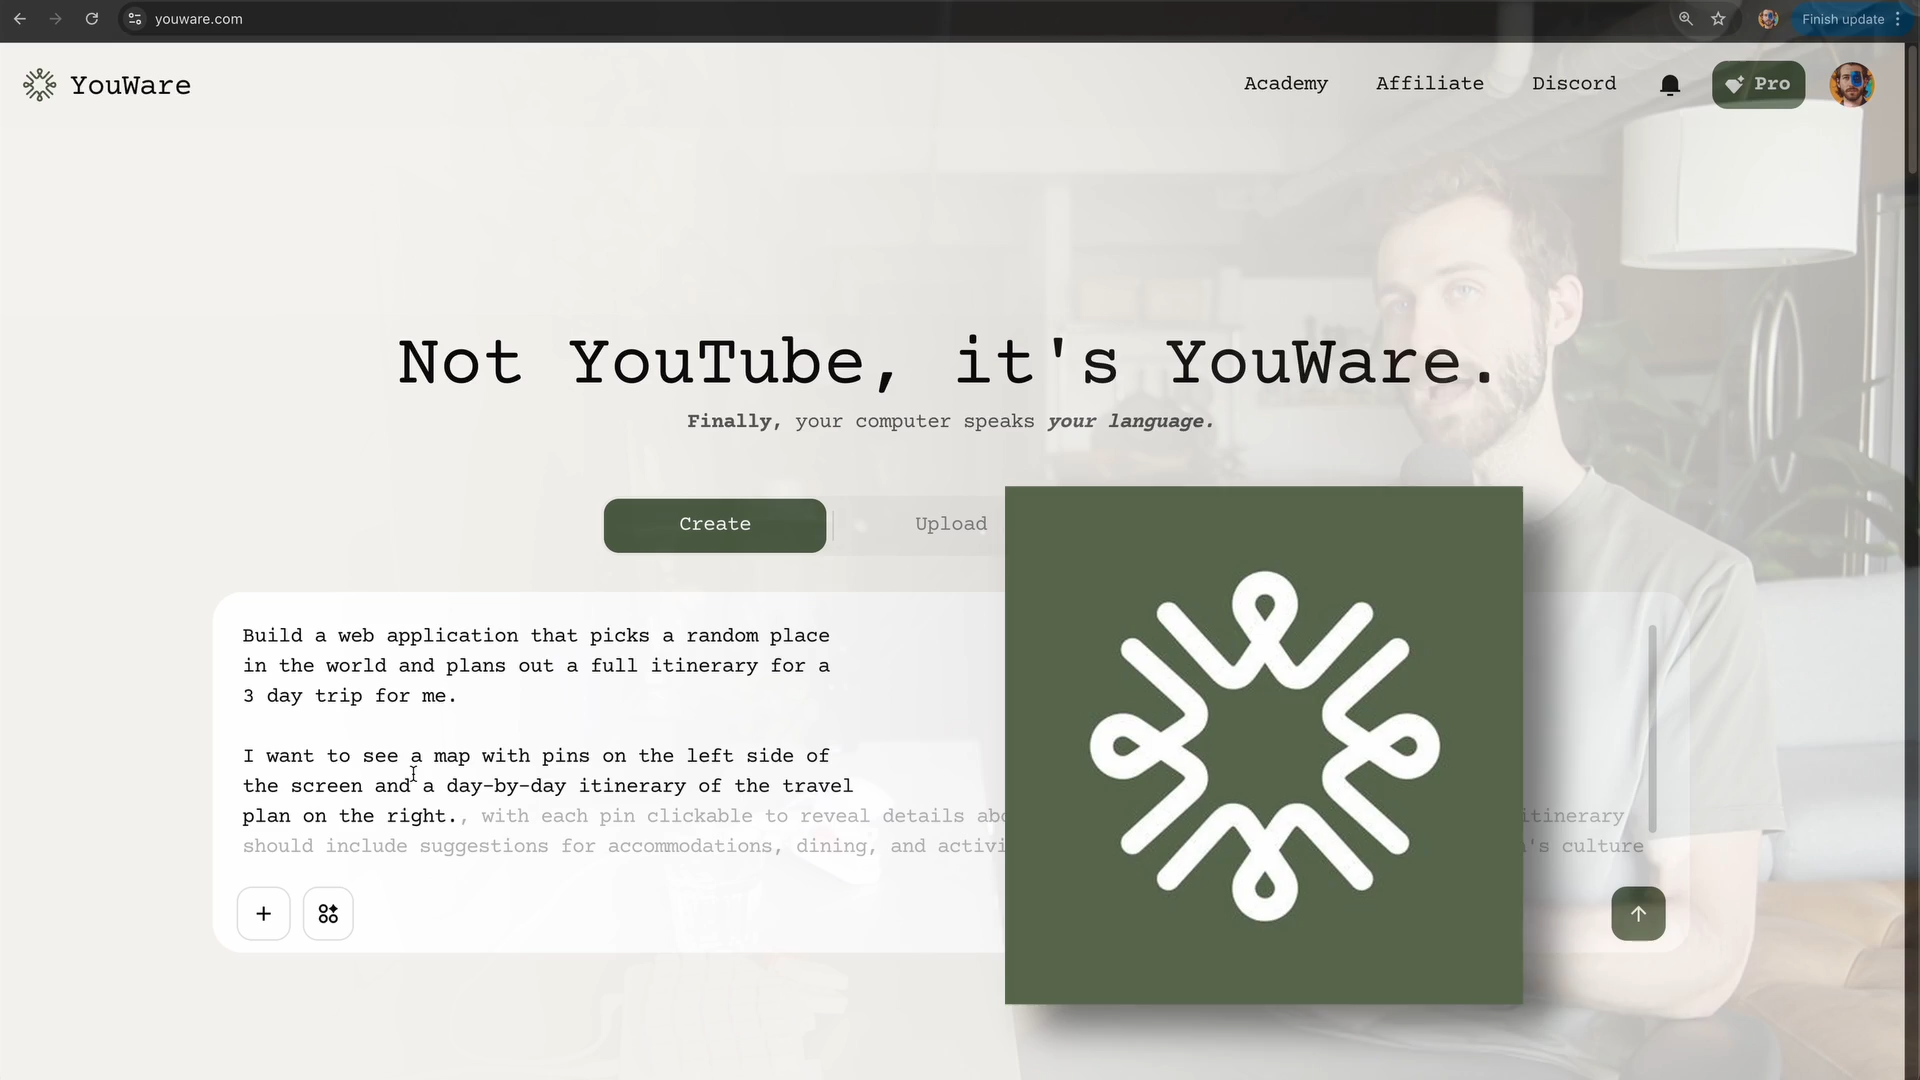 youware.com
Finish update
YouWare
Academy
Affiliate
Discord
Pro
Not YouTube, it's YouWare.
Finally, your computer speaks your language.
Create
Upload
Build a web application that picks a random place
in the world and plans out a full itinerary for a
3 day trip for me.
I want to see a map with pins on the left side of
the screen and a day-by-day itinerary of the travel
plan on the right., with each pin clickable to reveal details itinerary
should include suggestions for accommodations, dining, and culture